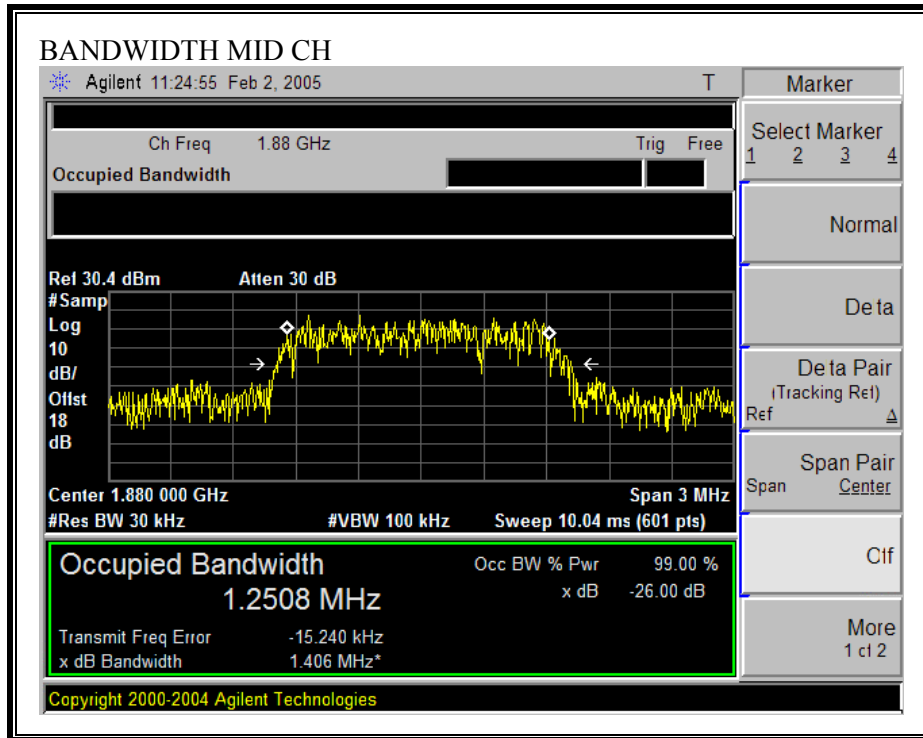 BANDWIDTH MID CH
Agilent 11:24:55 Feb 2, 2005 T
Marker
Ch Freq 1.88 GHz Trig Free
Occupied Bandwidth
Select Marker
1 2 3 4
Normal
Delta
Delta Pair
(Tracking Ref)
Ref Δ
Span Pair
Span Center
Off
More
1 of 2
Ref 30.4 dBm Atten 30 dB
#Samp
Log
10
dB/
Offst
18
dB
Center 1.880 000 GHz Span 3 MHz
#Res BW 30 kHz #VBW 100 kHz Sweep 10.04 ms (601 pts)
Occupied Bandwidth
1.2508 MHz
Occ BW % Pwr 99.00 %
x dB -26.00 dB
Transmit Freq Error -15.240 kHz
x dB Bandwidth 1.406 MHz*
Copyright 2000-2004 Agilent Technologies